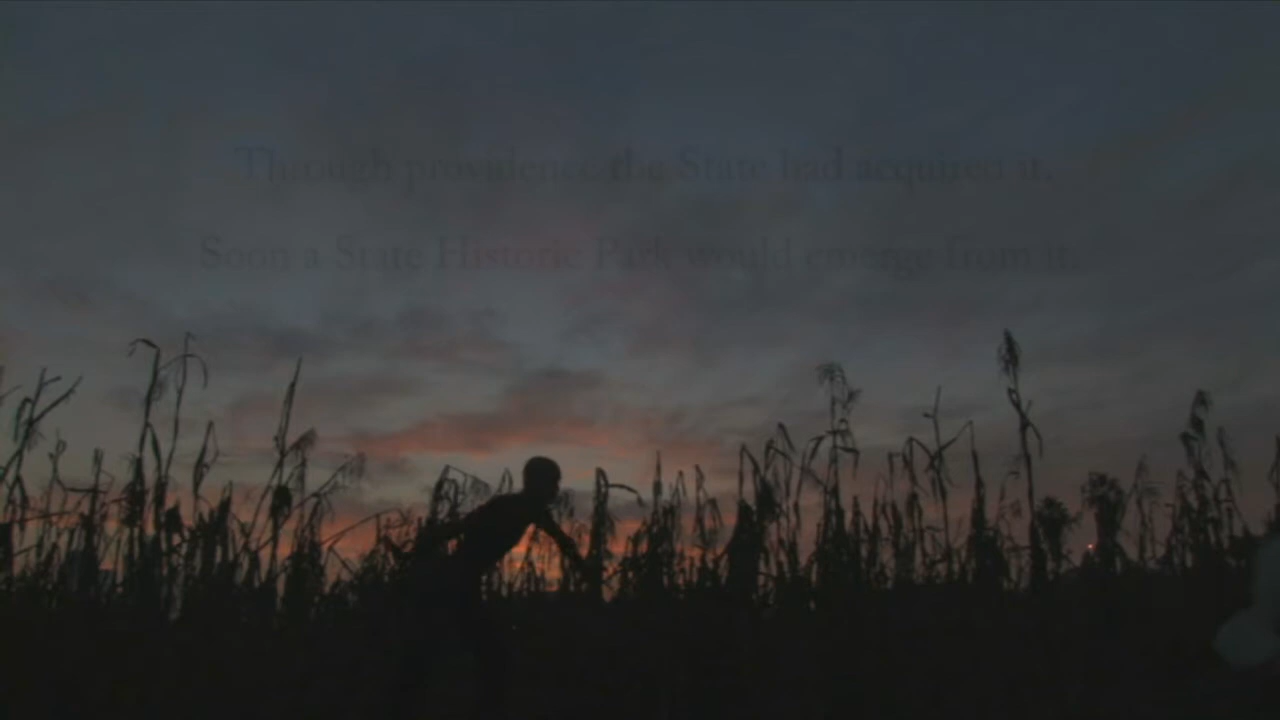 Through providence the State had acquired it.
Soon a State Historic Park would emerge from it.